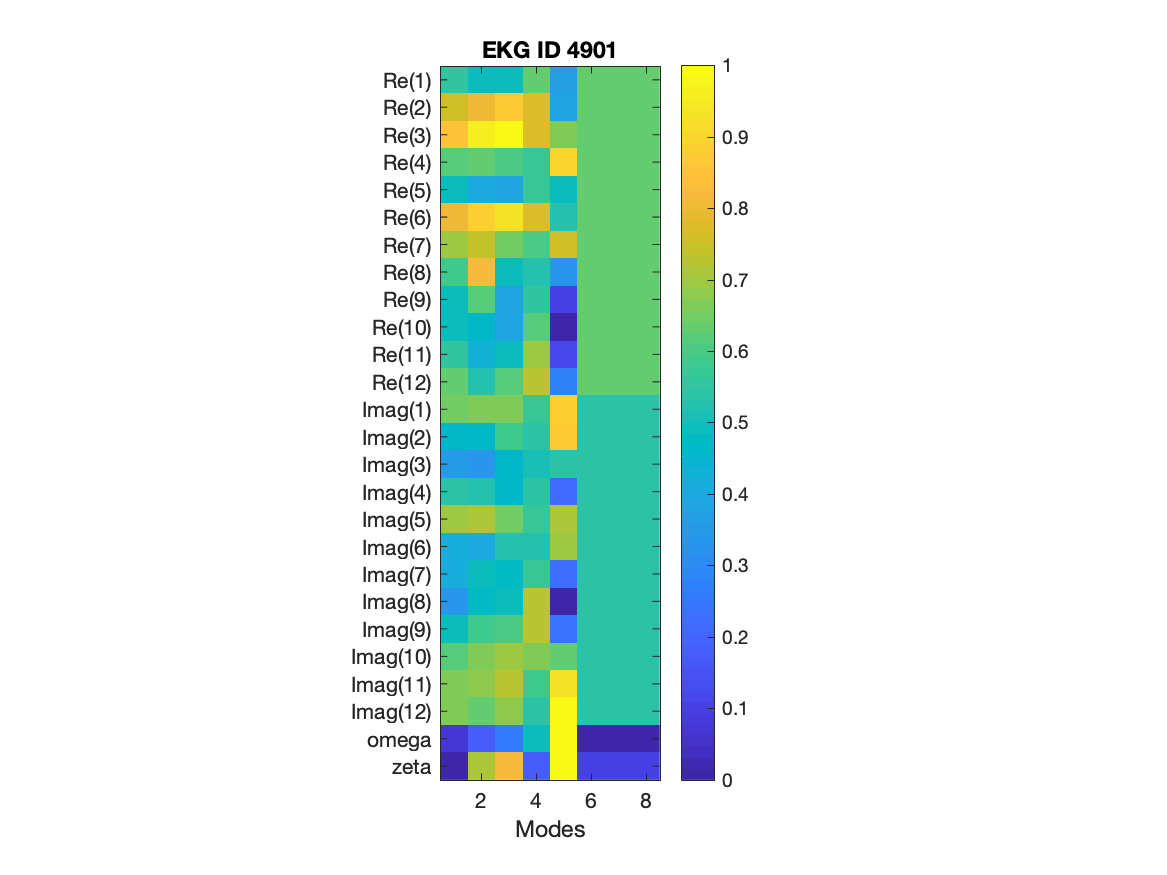 EKG ID 4901
Re(1)
Re(2)
Re(3)
Re(4)
Re(5)
Re(6)
Re(7)
Re(8)
Re(9)
Re(10)
Re(11)
Re(12)
Imag(1)
Imag(2)
Imag(3)
Imag(4)
Imag(5)
Imag(6)
Imag(7)
Imag(8)
Imag(9)
Imag(10)
Imag(11)
Imag(12)
omega
zeta
2 4 6 8
Modes
1
0.9
0.8
0.7
0.6
0.5
0.4
0.3
0.2
0.1
0